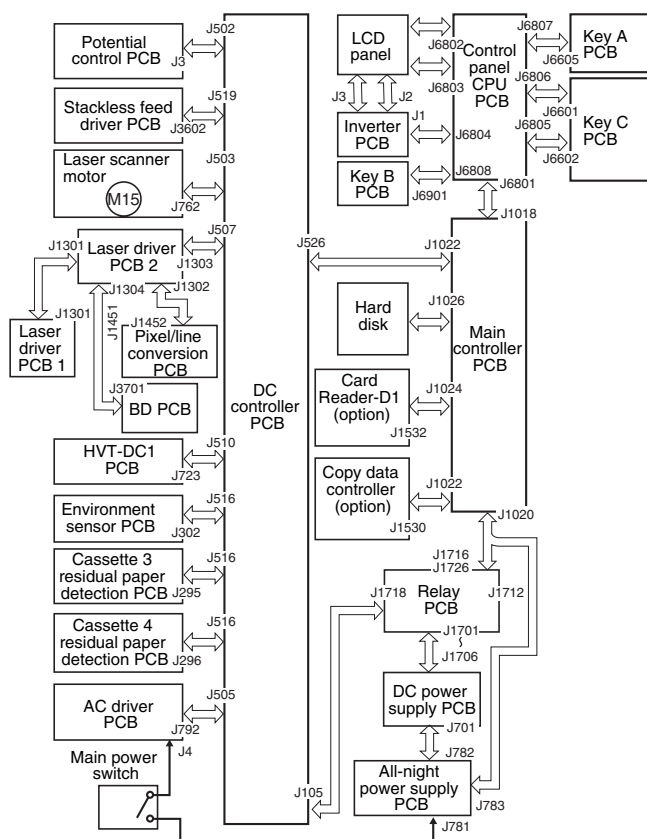 Potential
control PCB
J3
J502
Stackless feed
driver PCB
J3602
J519
Laser scanner
motor
M15
J762
J503
J1301
Laser driver
PCB 2
J507
J1303
J1304
J1302
J1301
J1451
Laser
driver
PCB 1
J1452
Pixel/line
conversion
PCB
J3701
BD PCB
HVT-DC1
PCB
J723
J510
Environment
sensor PCB
J302
J516
Cassette 3
residual paper
detection PCB
J295
J516
Cassette 4
residual paper
detection PCB
J296
J516
AC driver
PCB
J792
J505
Main power
switch
J4
DC
controller
PCB
J526
J105
LCD
panel
J6802
J6803
J3
J2
Inverter
PCB
J1
J6804
Key B
PCB
J6901
J6808
Control
panel
CPU
PCB
J6807
J6605
Key A
PCB
J6806
J6601
J6805
J6602
Key C
PCB
J6801
J1018
J1022
Hard
disk
J1026
Main
controller
PCB
Card
Reader-D1
(option)
J1532
J1024
Copy data
controller
(option)
J1530
J1022
J1020
J1716
J1726
J1718
Relay
PCB
J1712
J1701
~
J1706
DC power
supply PCB
J701
J782
All-night
power supply
PCB
J783
J781